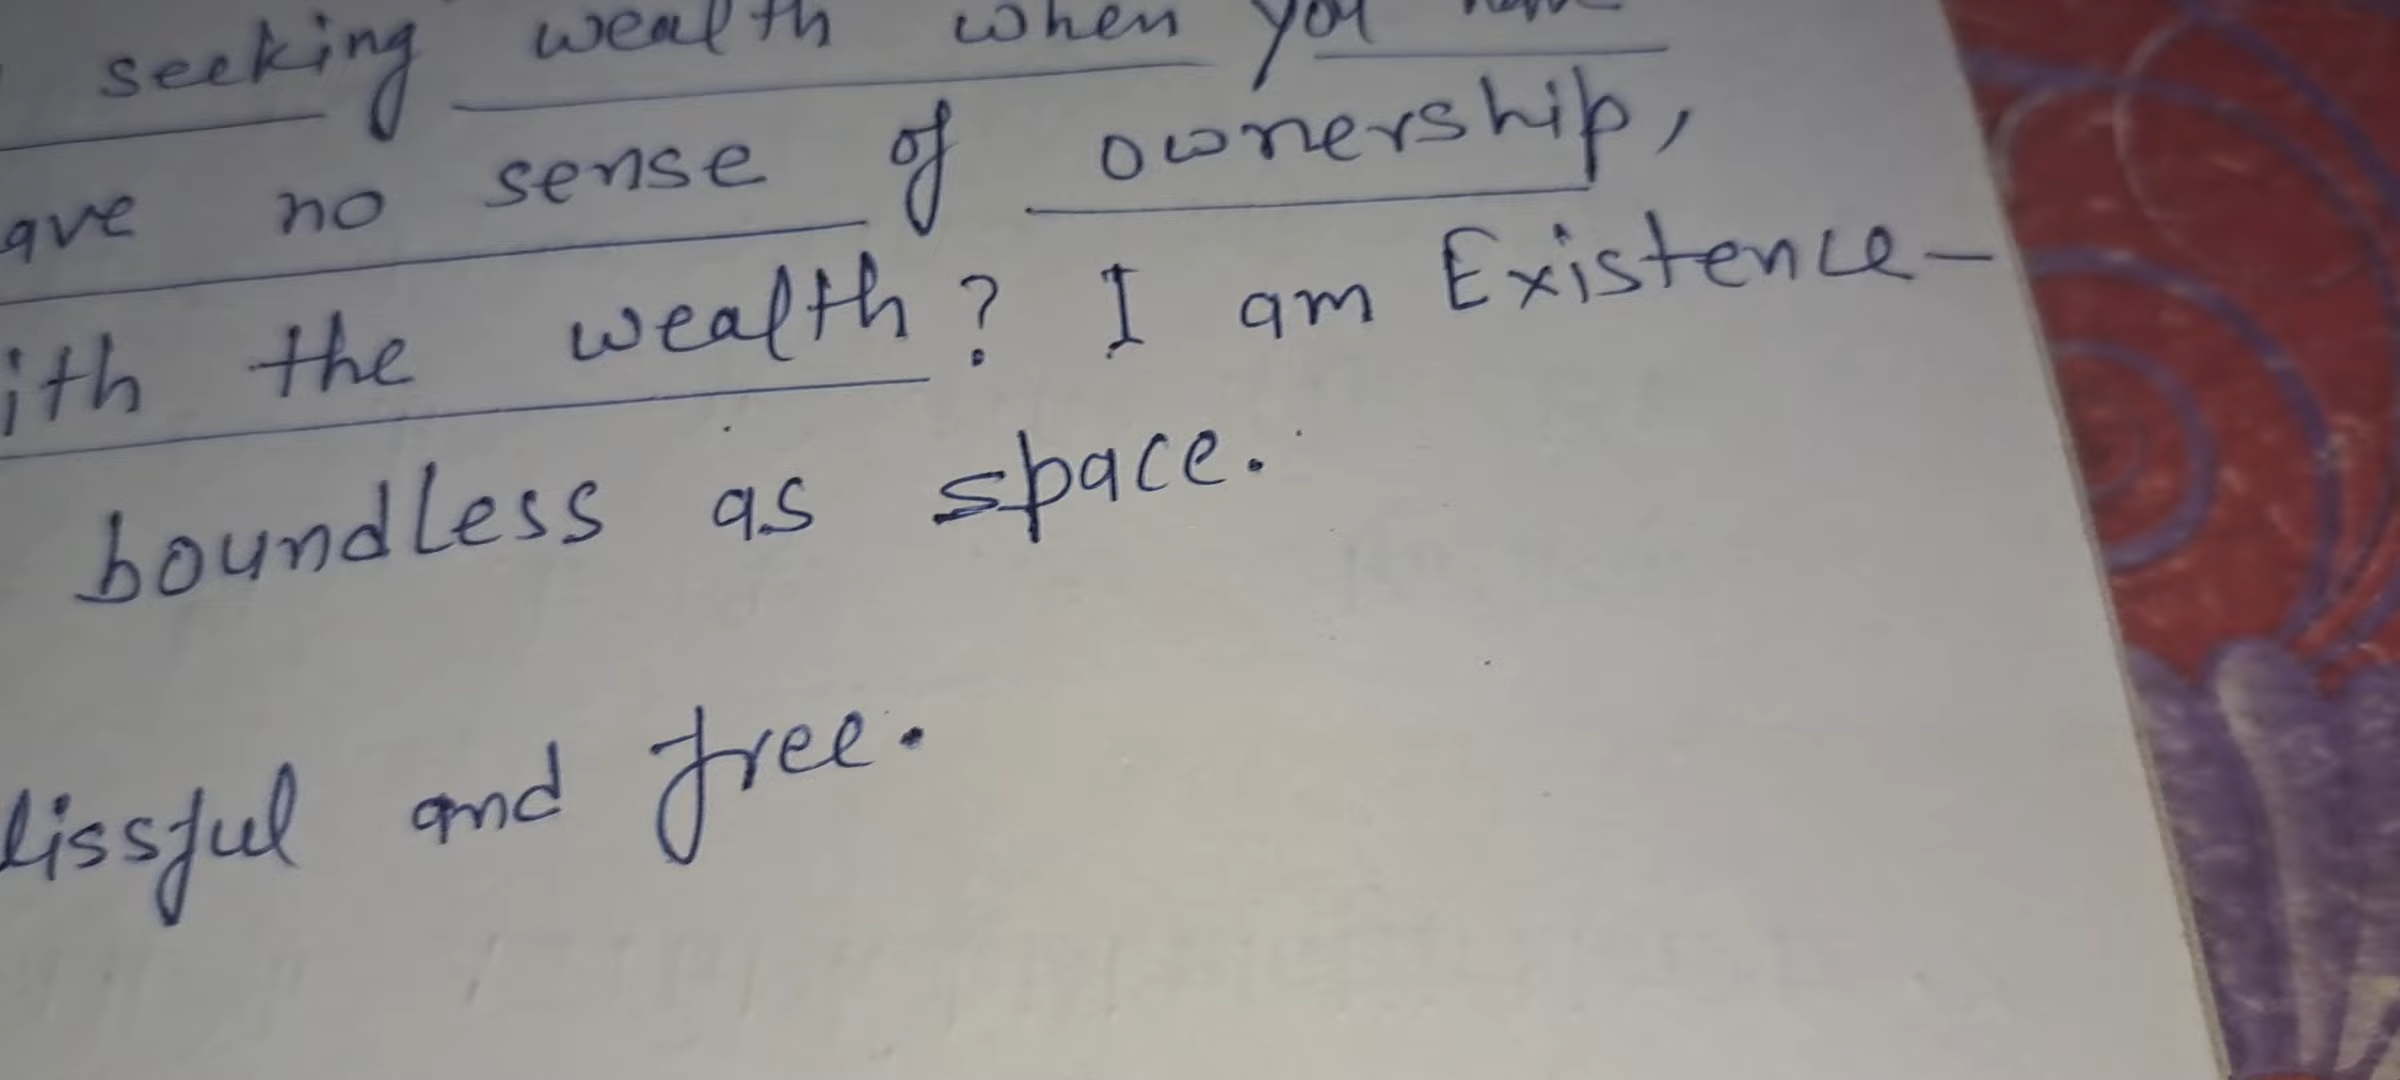 seeking wealth when you have
ave no sense of ownership,
ith the wealth? I am Existence-
boundless as space.
lissful and free.